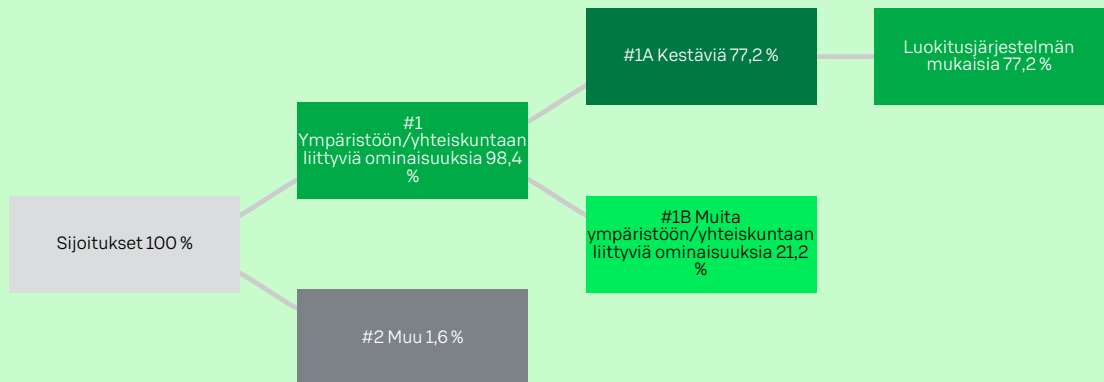 #1A Kestäviä 77,2 %
Luokitusjärjestelmän
mukaisia 77,2 %
#1
Ympäristöön/yhteiskuntaan
liittyviä ominaisuuksia 98,4
%
Sijoitukset 100 %
#1B Muita
ympäristöön/yhteiskuntaan
liittyviä ominaisuuksia 21,2
%
#2 Muu 1,6 %